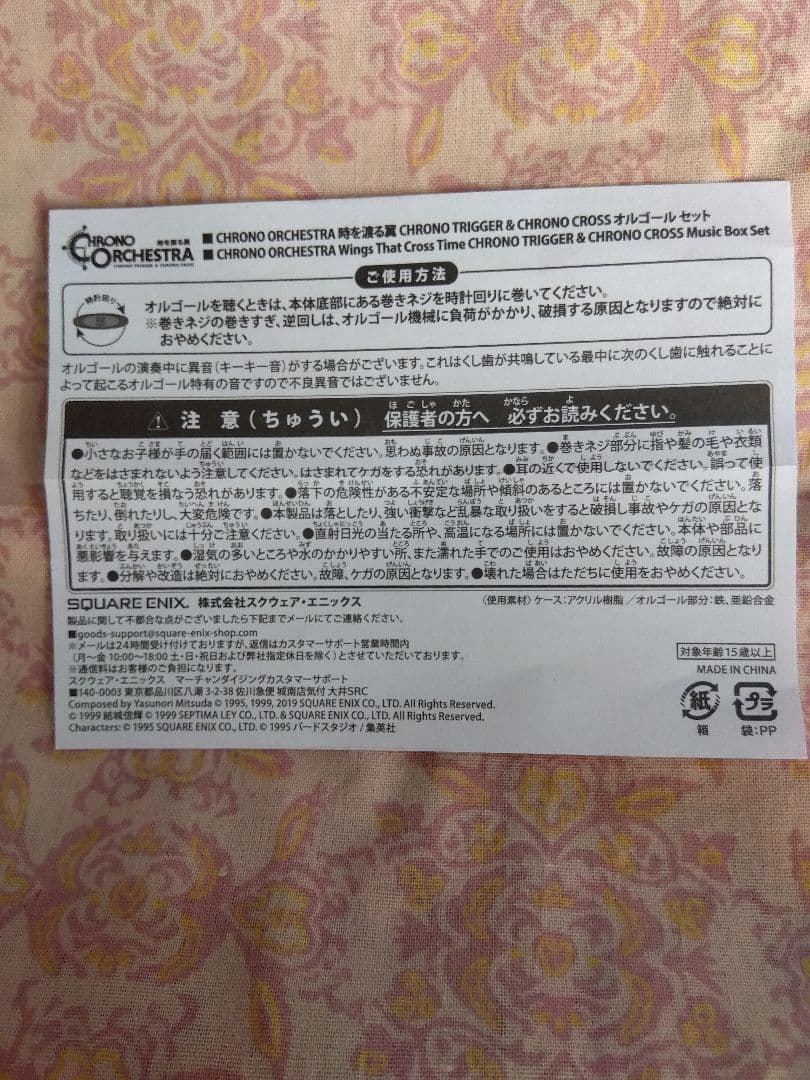 CHRONO ORCHESTRA 時を渡る翼
CHRONO TRIGGER & CHRONO CROSS
■ CHRONO ORCHESTRA 時を渡る翼 CHRONO TRIGGER & CHRONO CROSS オルゴール セット
■ CHRONO ORCHESTRA Wings That Cross Time CHRONO TRIGGER & CHRONO CROSS Music Box Set
ご使用方法
時計回り
オルゴールを聴くときは、本体底部にある巻きネジを時計回りに巻いてください。
※巻きネジの巻きすぎ、逆回しは、オルゴール機械に負荷がかかり、破損する原因となりますので絶対に
おやめください。
オルゴールの演奏中に異音(キーキー音)がする場合がございます。これはくし歯が共鳴している最中に次のくし歯に触れることに
よって起こるオルゴール特有の音ですので不良異音ではございません。
⚠ 注 意(ちゅうい) 保護者の方へ 必ずお読みください。
●小さなお子様が手の届く範囲には置かないでください。思わぬ事故の原因となります。●巻きネジ部分に指や髪の毛や衣類
などをはさまれないよう注意してください。はさまれてケガをする恐れがあります。●耳の近くで使用しないでください。誤って使
用すると聴覚を損なう恐れがあります。●落下の危険性がある不安定な場所や傾斜のあるところには置かないでください。落
ちたり、倒れたりし、大変危険です。●本製品は落としたり、強い衝撃など乱暴な取り扱いをすると破損し事故やケガの原因とな
ります。取り扱いには十分ご注意ください。●直射日光の当たる所や、高温になる場所には置かないでください。本体や部品に
悪影響を与えます。●湿気の多いところや水のかかりやすい所、また濡れた手でのご使用はおやめください。故障の原因となり
ます。●分解や改造は絶対におやめください。故障、ケガの原因となります。●壊れた場合はただちに使用をおやめください。
SQUARE ENIX. 株式会社スクウェア・エニックス
〈使用素材〉ケース:アクリル樹脂/オルゴール部分:鉄、亜鉛合金
製品に関して不都合な点がございましたら下記までメールにてご連絡ください。
■goods-support@square-enix-shop.com
※メールは24時間受け付けておりますが、返信はカスタマーサポート営業時間内
(月~金 10:00~18:00 土・日・祝日および弊社指定休日を除く)とさせていただいております。
※通信料はお客様のご負担になります。
スクウェア・エニックス マーチャンダイジングカスタマーサポート
■140-0003 東京都品川区八潮 3-2-38 佐川急便 城南店気付 大井SRC
Composed by Yasunori Mitsuda © 1995, 1999, 2019 SQUARE ENIX CO., LTD. All Rights Reserved.
© 1999 結城信輝 © 1999 SEPTIMA LEY CO., LTD. & SQUARE ENIX CO., LTD. All Rights Reserved.
Characters: © 1995 SQUARE ENIX CO., LTD. © 1995 バードスタジオ / 集英社
対象年齢15歳以上
MADE IN CHINA
紙
箱
プラ
袋:PP